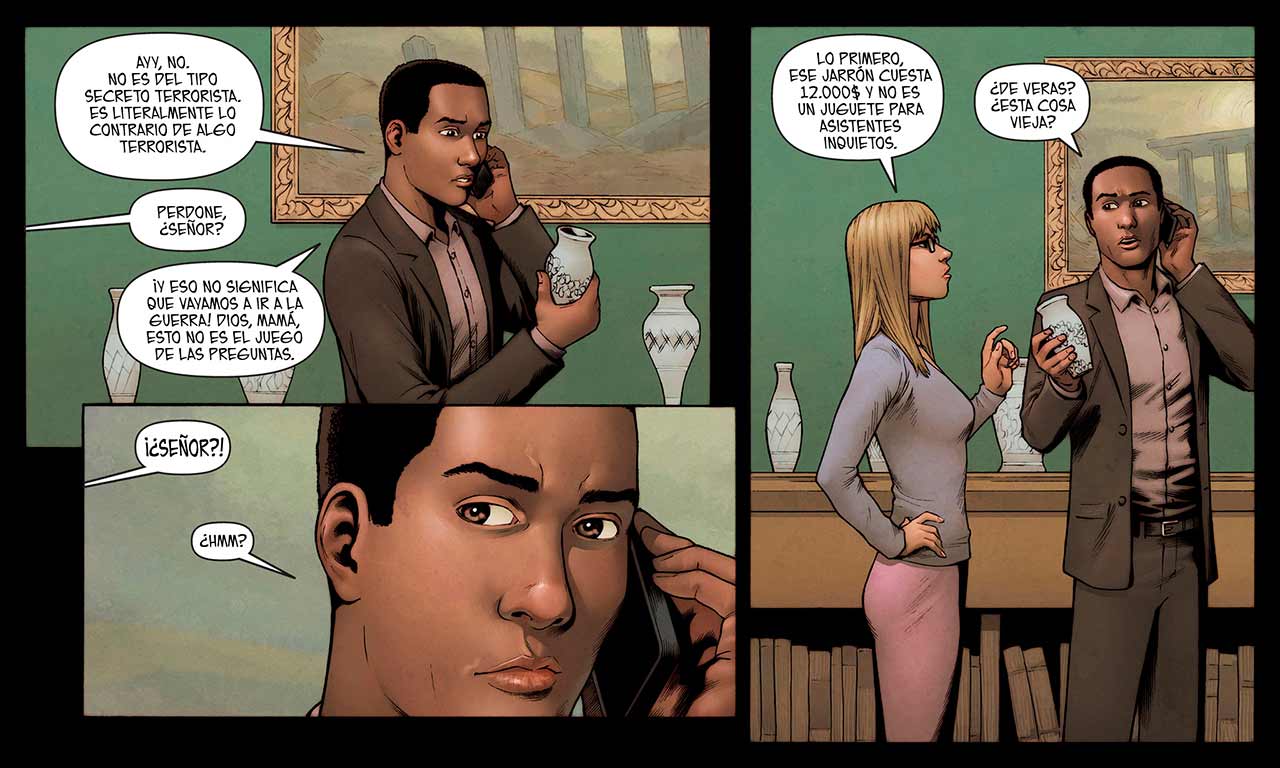 AYY, NO.
NO ES DEL TIPO
SECRETO TERRORISTA.
ES LITERALMENTE LO
CONTRARIO DE ALGO
TERRORISTA.
PERDONE,
¿SEÑOR?
¡Y ESO NO SIGNIFICA
QUE VAYAMOS A IR A LA
GUERRA! DIOS, MAMÁ,
ESTO NO ES EL JUEGO
DE LAS PREGUNTAS.
¡¿SEÑOR?!
¿HMM?
LO PRIMERO,
ESE JARRÓN CUESTA
12.000$ Y NO ES
UN JUGUETE PARA
ASISTENTES
INQUIETOS.
¿DE VERAS?
¿ESTA COSA
VIEJA?